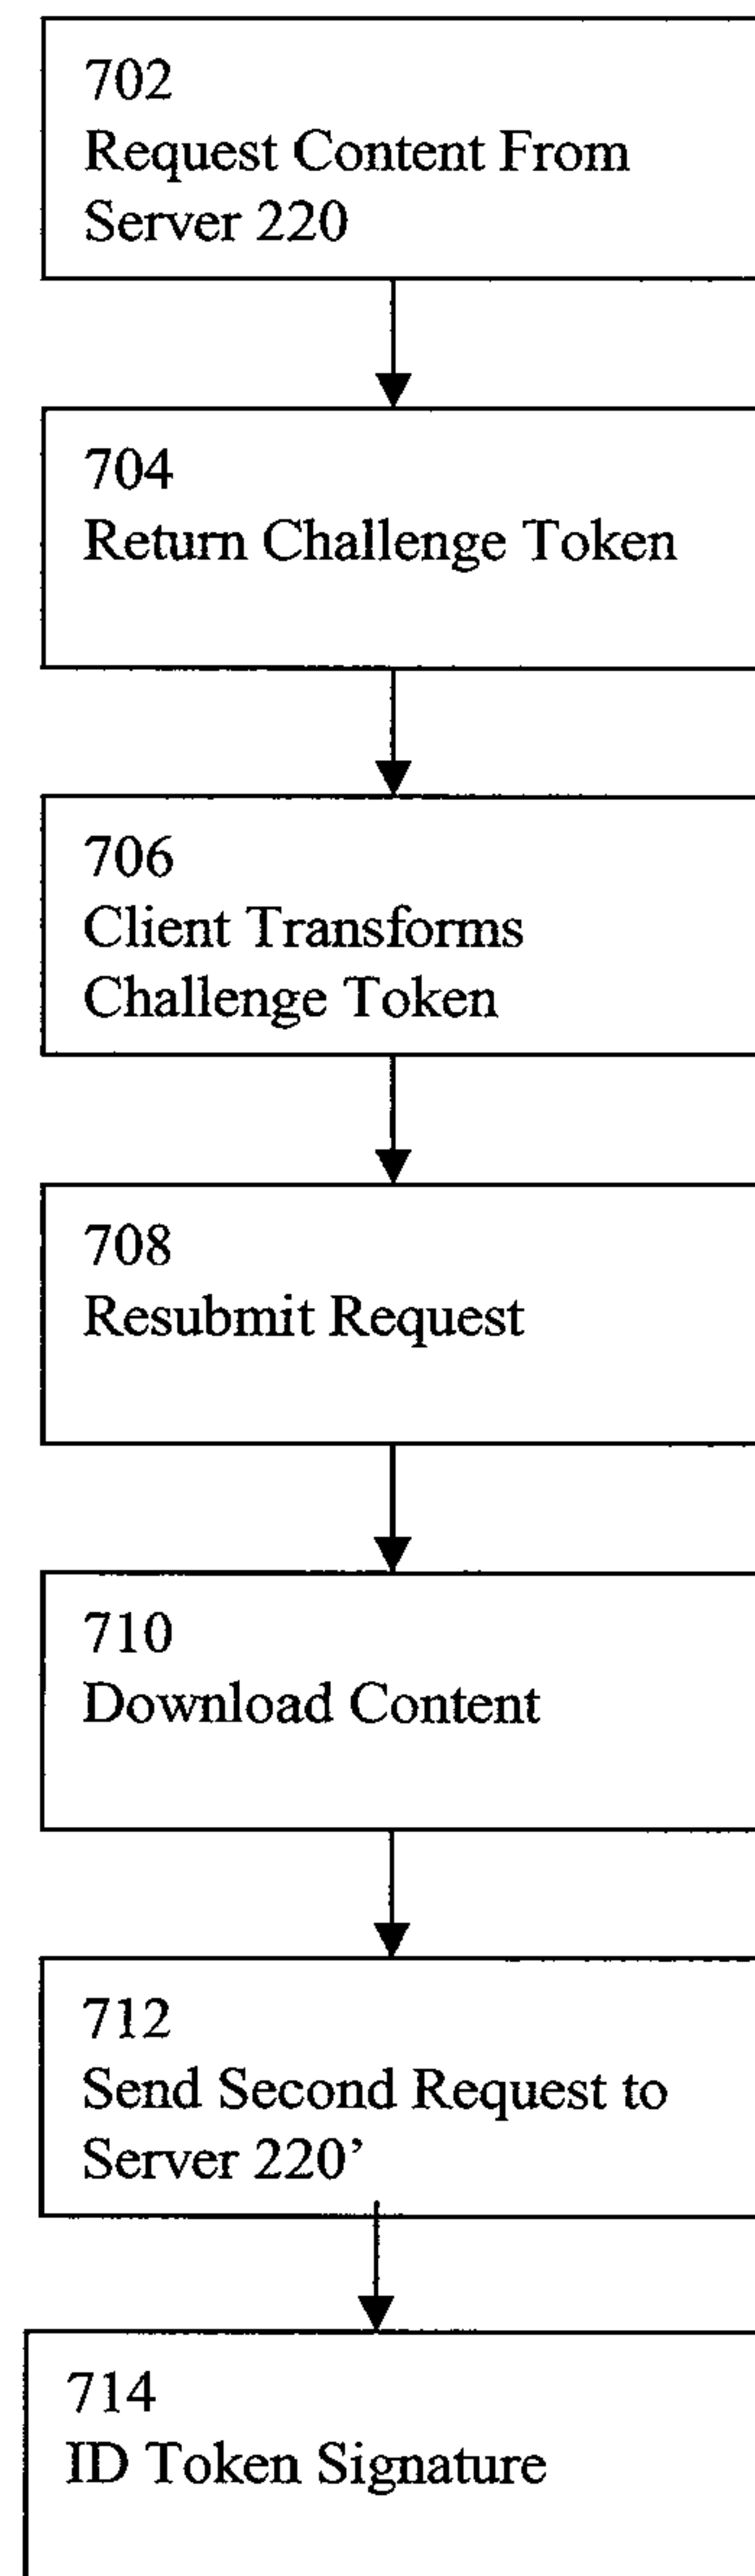 702
Request Content From
Server 220
704
Return Challenge Token
706
Client Transforms
Challenge Token
708
Resubmit Request
710
Download Content
712
Send Second Request to
Server 220’
714
ID Token Signature